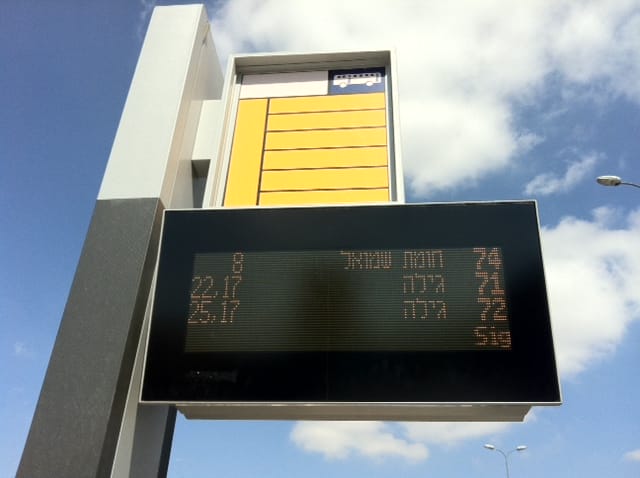 74 חומת שמואל 8
71 גילה 22,17
72 גילה 25,17
Sig